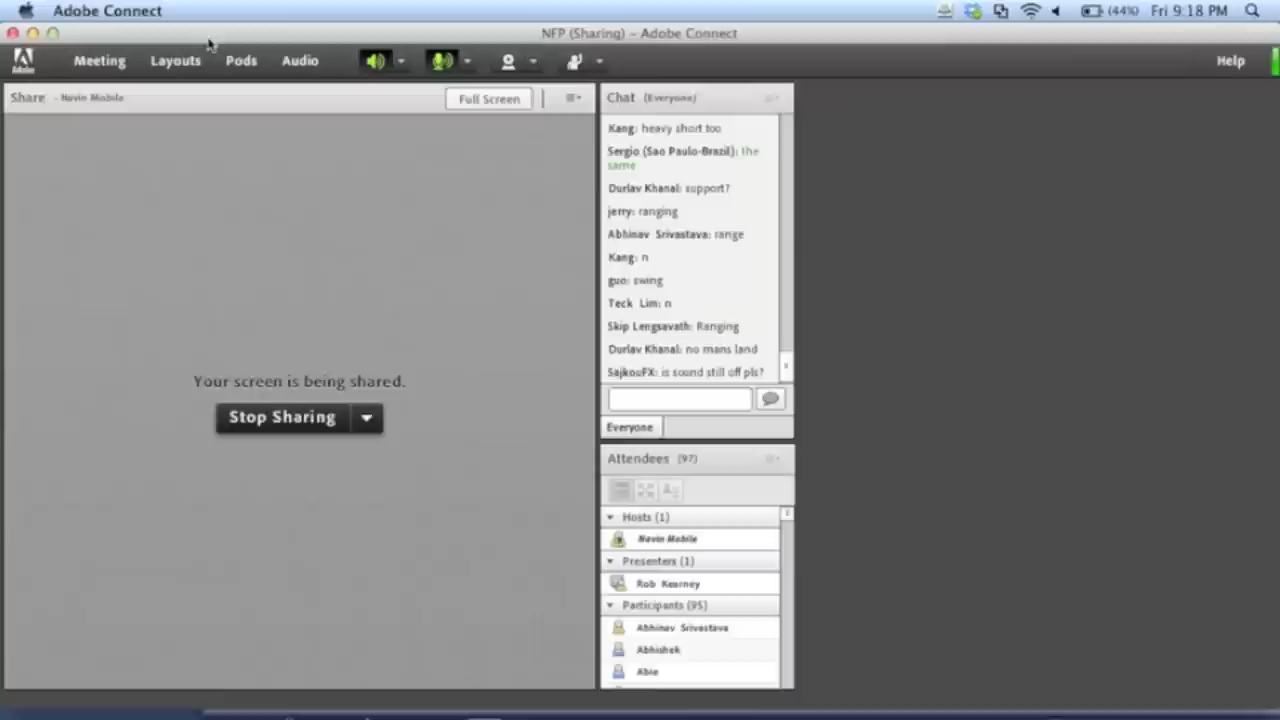 Adobe Connect
(44%)
Fri 9:18 PM
NFP (Sharing) - Adobe Connect
Adobe
Meeting
Layouts
Pods
Audio
Help
Share - Navin Mobile
Full Screen
Your screen is being shared.
Stop Sharing
Chat (Everyone)
Kang: heavy short too
Sergio (Sao Paulo-Brazil): the
same
Durlav Khanal: support?
jerry: ranging
Abhinav Srivastava: range
Kang: n
guo: swing
Teck Lim: n
Skip Lengsavath: Ranging
Durlav Khanal: no mans land
SajkouFX: is sound still off pls?
Everyone
Attendees (97)
Hosts (1)
Navin Mobile
Presenters (1)
Rob Kearney
Participants (95)
Abhinav Srivastava
Abhishek
Abie